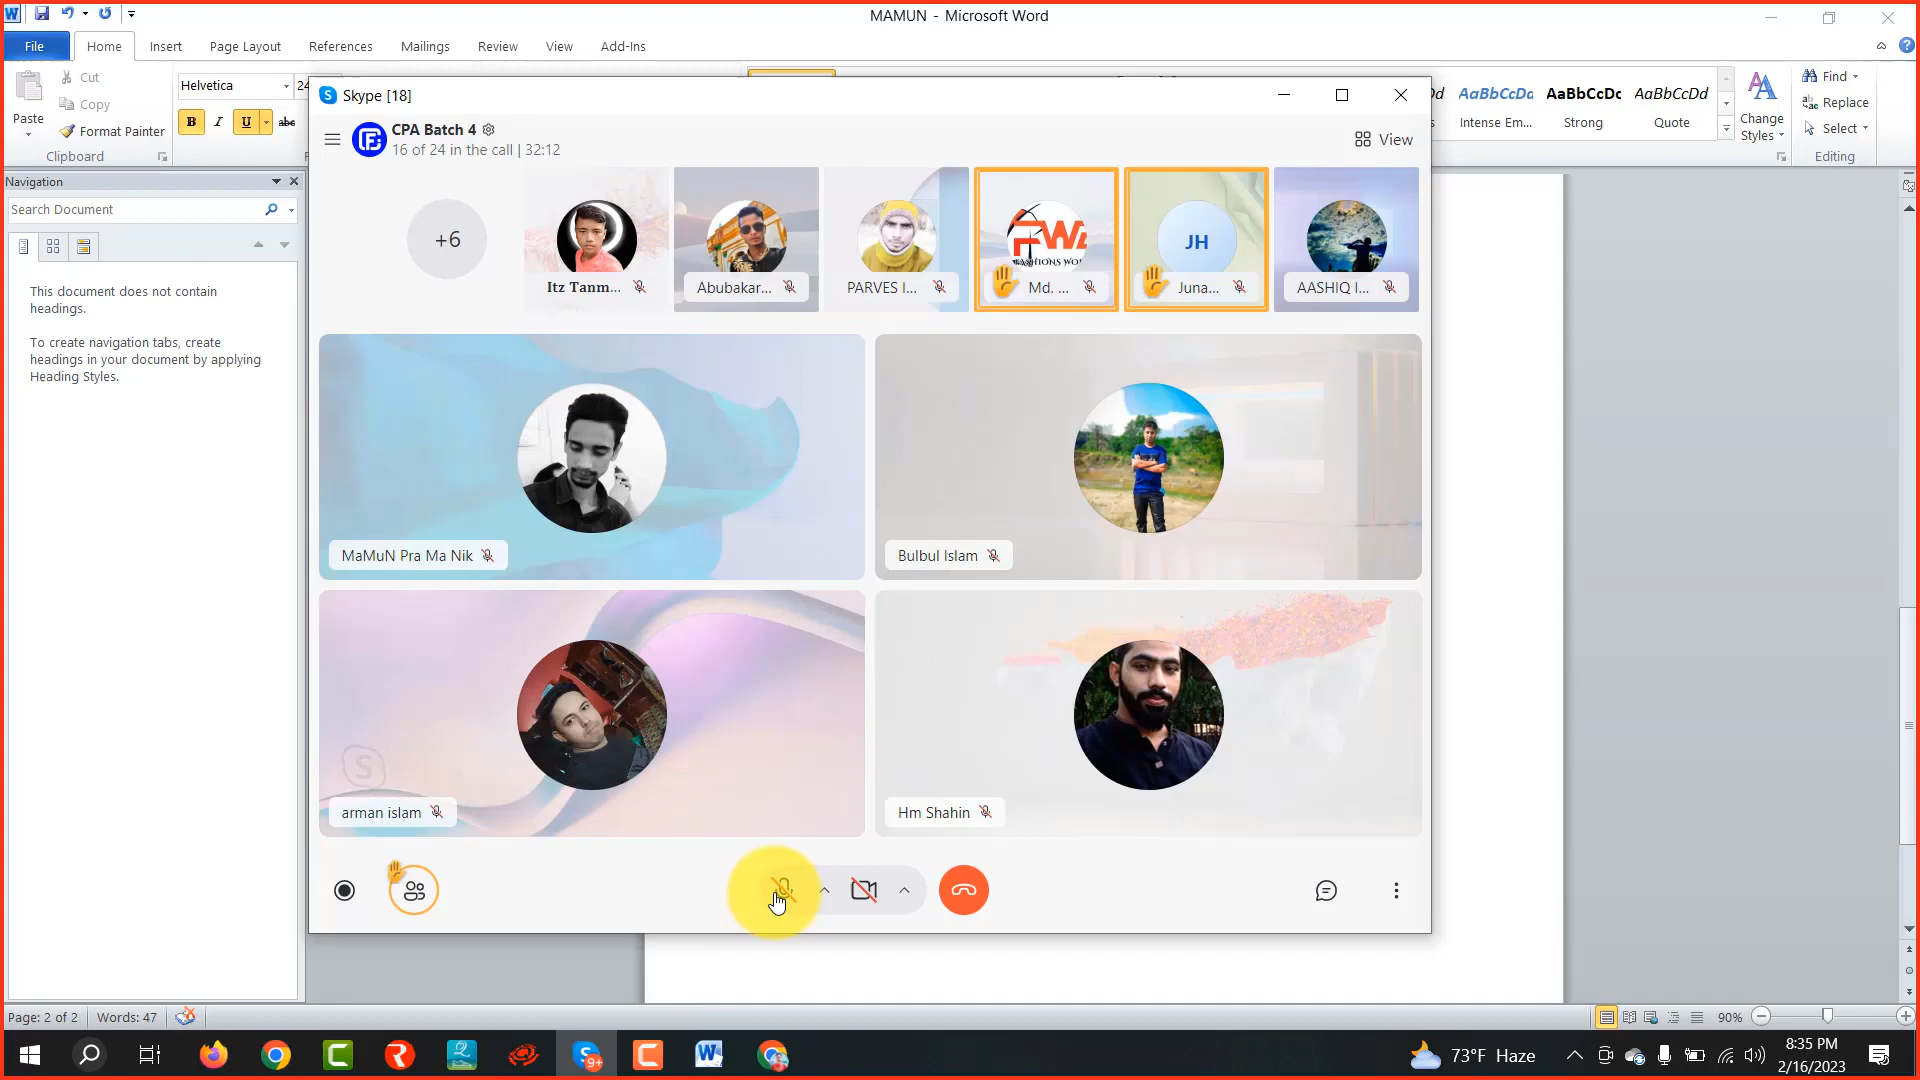 MAMUN - Microsoft Word
File Home Insert Page Layout References Mailings Review View Add-Ins
Paste
Cut
Copy
Format Painter
Clipboard
Helvetica 24
B I U abc
AaBbCcDd AaBbCcDc AaBbCcDd
Intense Em... Strong Quote
Change Styles
Find
Replace
Select
Editing
Navigation
Search Document
This document does not contain
headings.
To create navigation tabs, create
headings in your document by applying
Heading Styles.
Skype [18]
CPA Batch 4
16 of 24 in the call | 32:12
View
+6
Itz Tanm...
Abubakar...
PARVES I...
Md. ...
JH
Juna...
AASHIQ I...
MaMuN Pra Ma Nik
Bulbul Islam
arman islam
Hm Shahin
Page: 2 of 2 Words: 47
90%
9+
73°F Haze
8:35 PM
2/16/2023